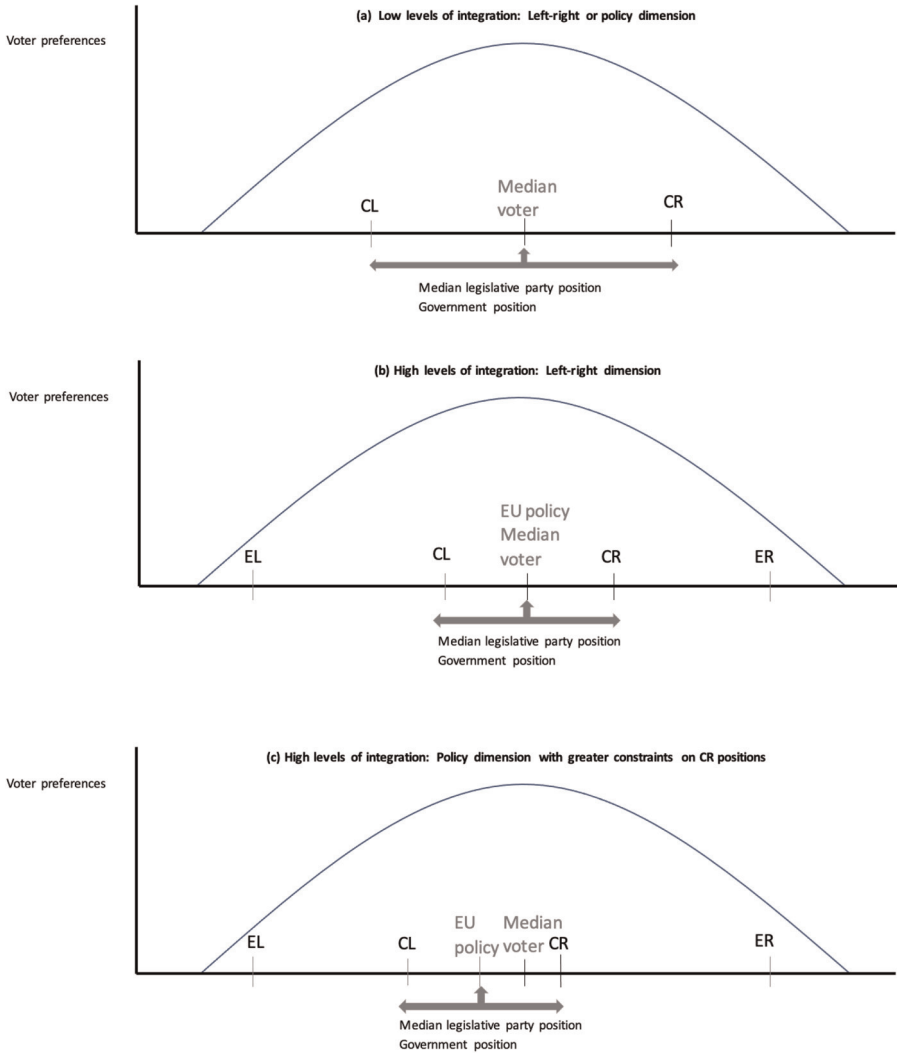 (a) Low levels of integration: Left-right or policy dimension
Voter preferences
Median
voter
CL
CR
Median legislative party position
Government position
(b) High levels of integration: Left-right dimension
Voter preferences
EU policy
Median
voter
EL
CL
CR
ER
Median legislative party position
Government position
(c) High levels of integration: Policy dimension with greater constraints on CR positions
Voter preferences
EU
policy
Median
voter
EL
CL
CR
ER
Median legislative party position
Government position